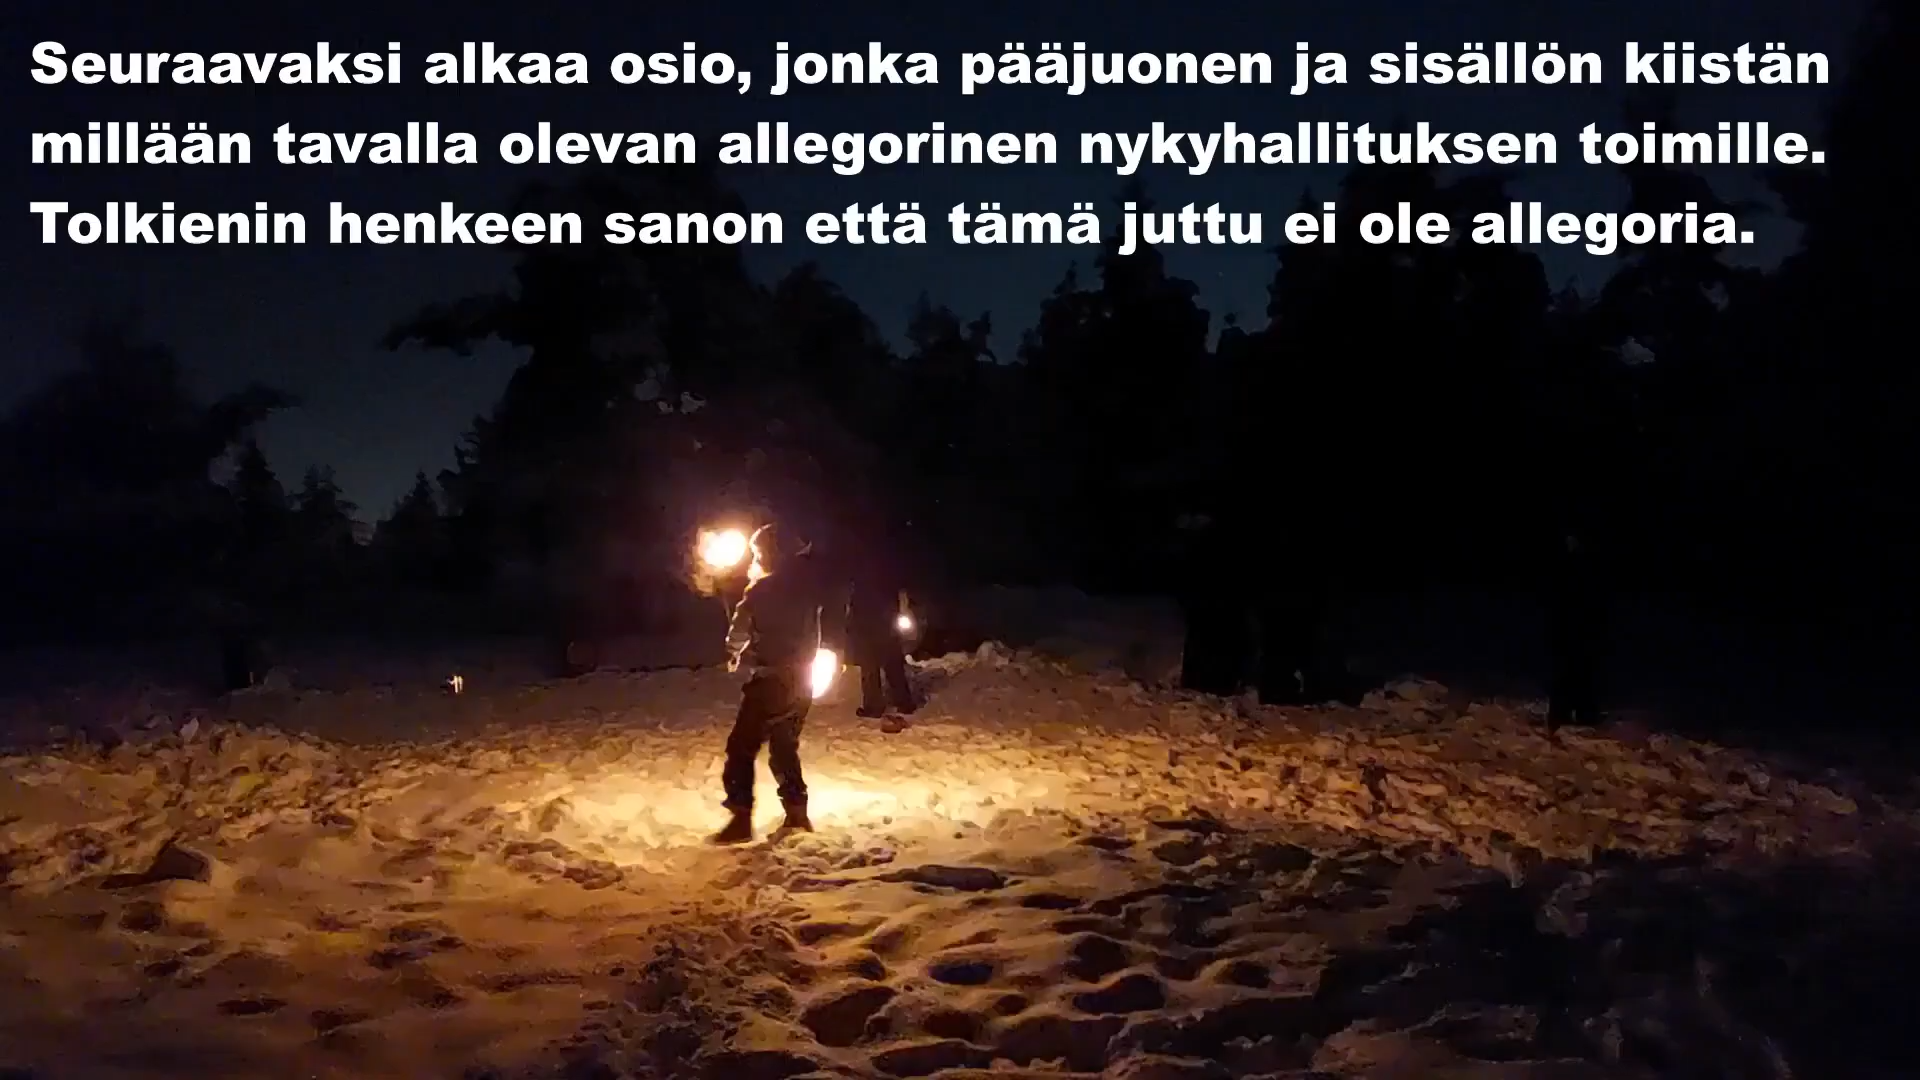 Seuraavaksi alkaa osio, jonka pääjuonen ja sisällön kiistän
millään tavalla olevan allegorinen nykyhallituksen toimille.
Tolkienin henkeen sanon että tämä juttu ei ole allegoria.